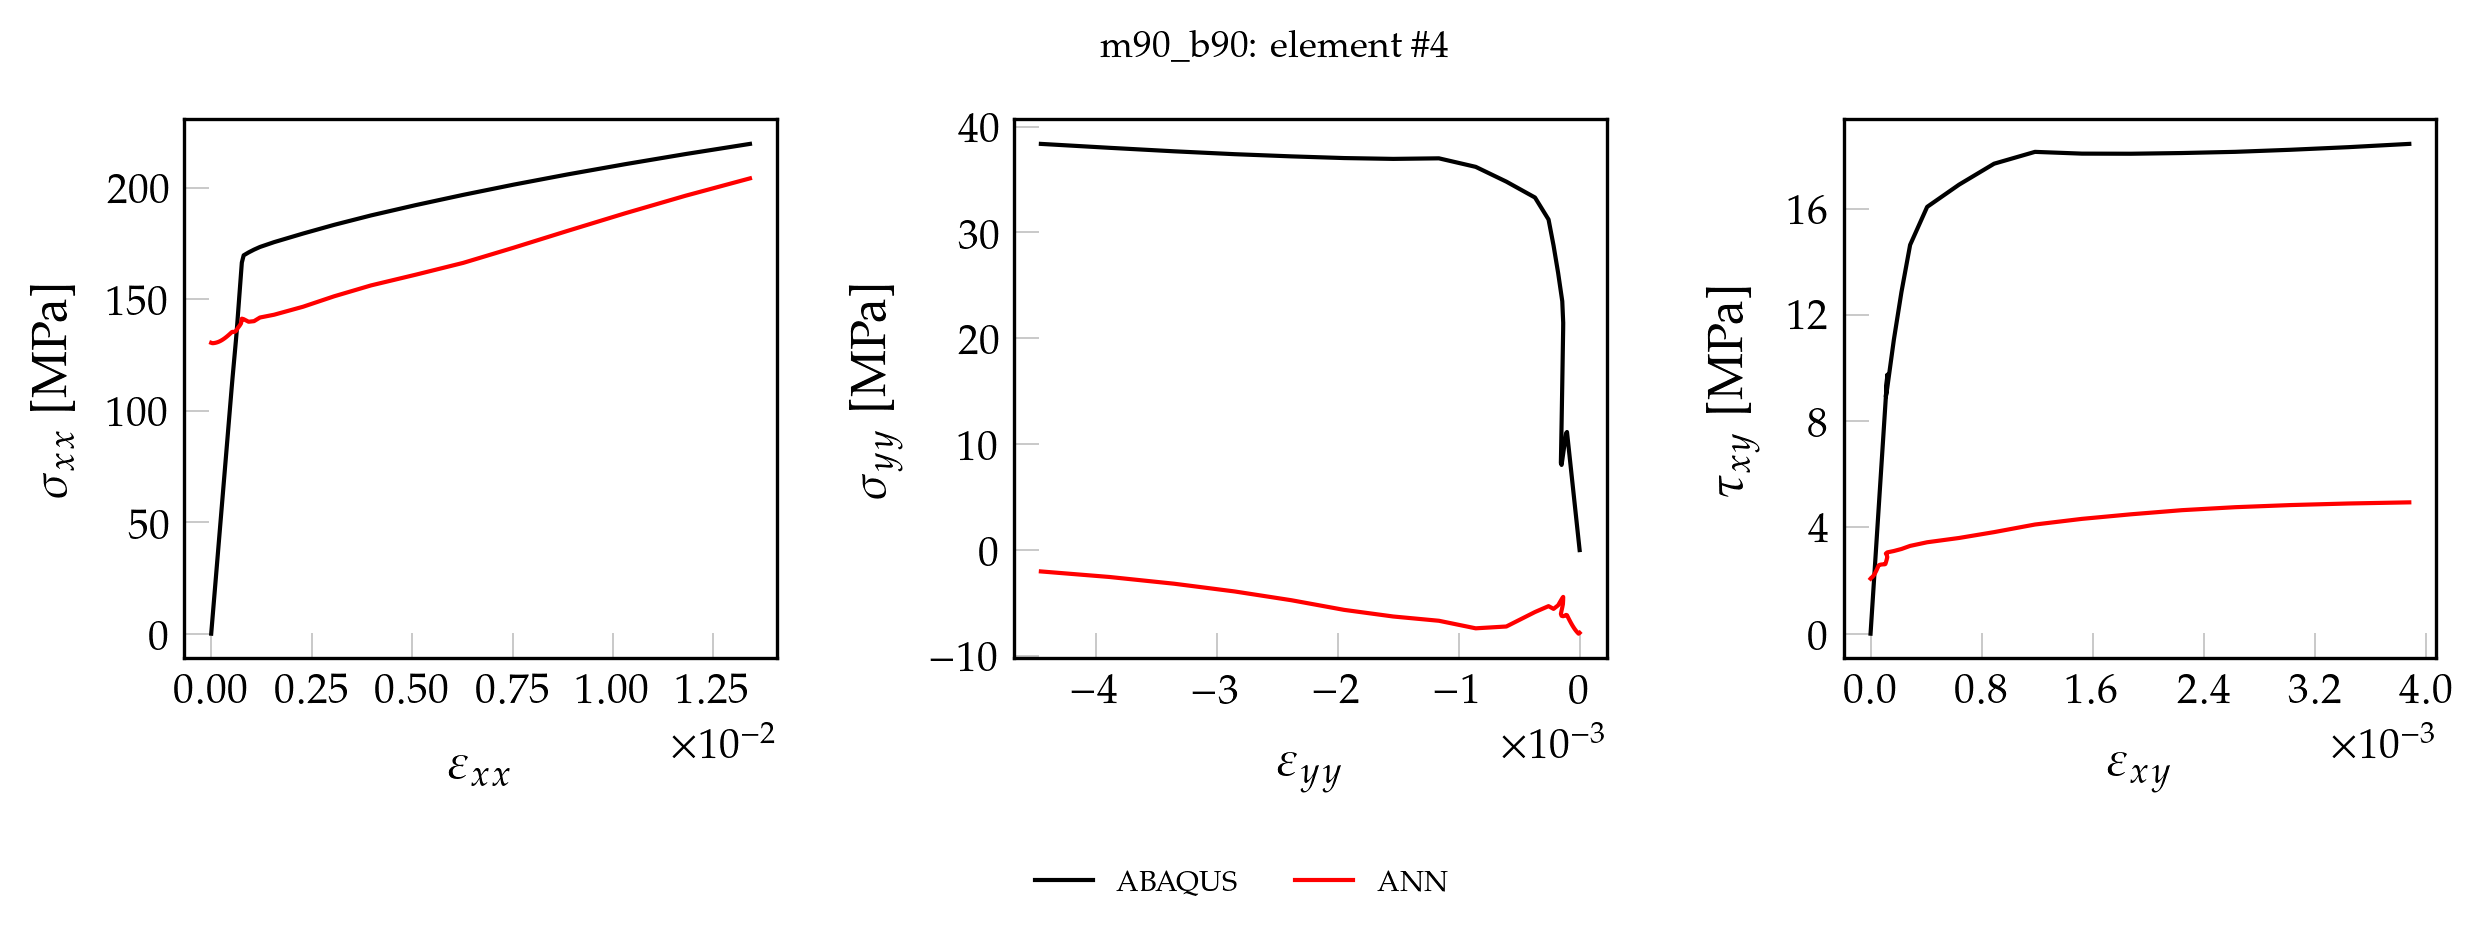 m90_b90: element #4
σxx [MPa]
200
150
100
50
0
0.00 0.25 0.50 0.75 1.00 1.25
×10−2
εxx
σyy [MPa]
40
30
20
10
0
−10
−4 −3 −2 −1 0
×10−3
εyy
τxy [MPa]
16
12
8
4
0
0.0 0.8 1.6 2.4 3.2 4.0
×10−3
εxy
ABAQUS ANN